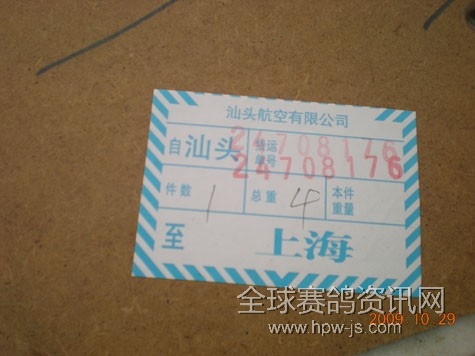 汕头航空有限公司
自 汕头 货运单号 24708176
24708176
件数 1 总重 4 本件重量
至 上海
全球赛鸽资讯网
2009.10.29
www.hpw-js.com